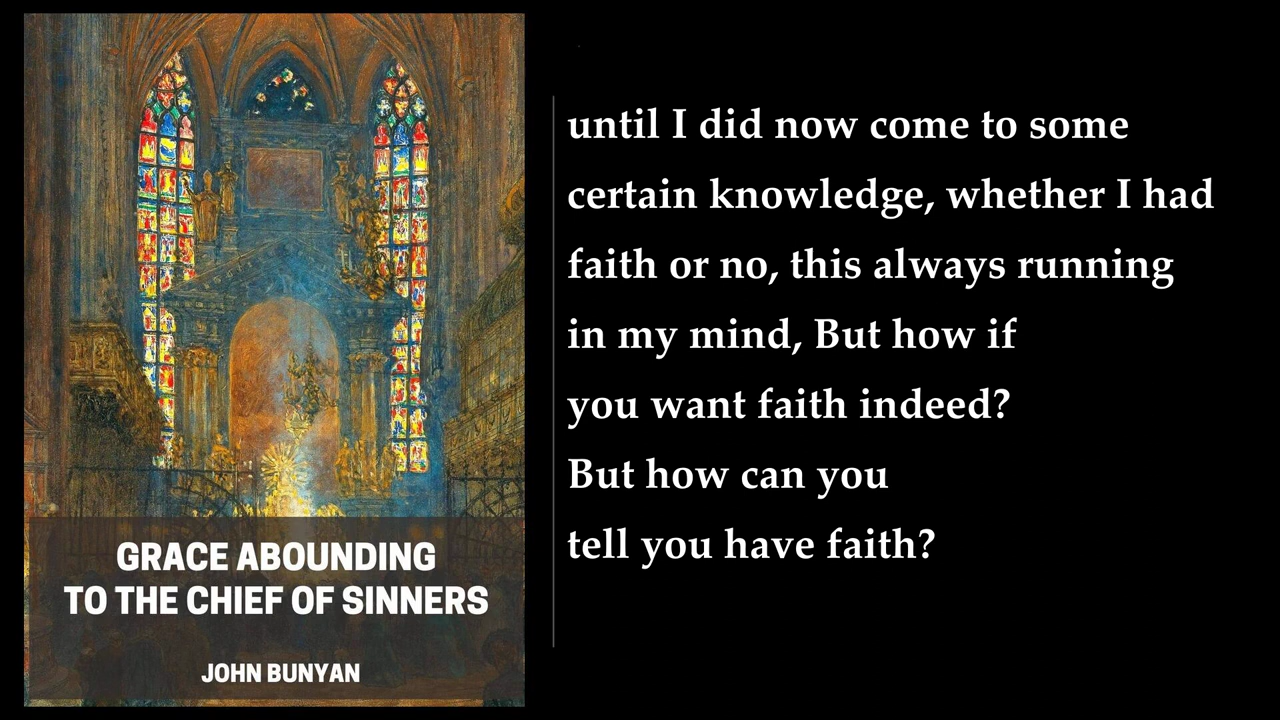 GRACE ABOUNDING
TO THE CHIEF OF SINNERS
JOHN BUNYAN
until I did now come to some
certain knowledge, whether I had
faith or no, this always running
in my mind, But how if
you want faith indeed?
But how can you
tell you have faith?